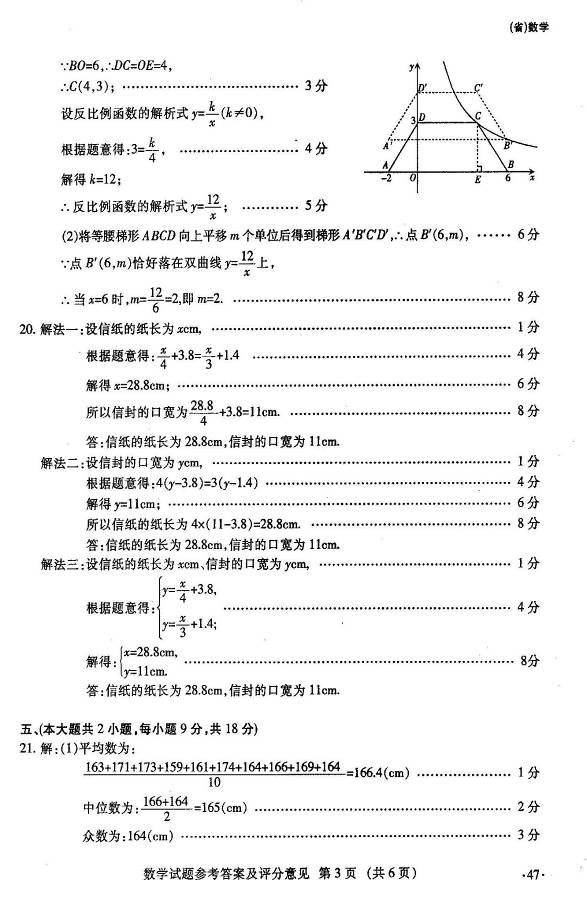 (省)数学
∵BO=6,∴DC=OE=4,
∴C(4,3); …………………………… 3分
设反比例函数的解析式y=k/x(k≠0),
根据题意得:3=k/4, ………………… 4分
解得k=12;
∴反比例函数的解析式y=12/x; ………… 5分
y
D′ C′
3 D C
A′ B′
A B
-2 O E 6 x
(2)将等腰梯形ABCD向上平移m个单位后得到梯形A′B′C′D′,∴点B′(6,m), …… 6分
∵点B′(6,m)恰好落在双曲线y=12/x上,
∴当x=6时,m=12/6=2,即m=2. …………………………………… 8分
20. 解法一:设信纸的纸长为xcm, …………………………………… 1分
根据题意得:x/4+3.8=x/3+1.4 …………………………………… 4分
解得x=28.8cm; …………………………………… 6分
所以信封的口宽为28.8/4+3.8=11cm. …………………………………… 8分
答:信纸的纸长为28.8cm,信封的口宽为11cm.
解法二:设信封的口宽为ycm, …………………………………… 1分
根据题意得:4(y-3.8)=3(y-1.4) …………………………………… 4分
解得y=11cm; …………………………………… 6分
所以信纸的纸长为4×(11-3.8)=28.8cm. …………………………………… 8分
答:信纸的纸长为28.8cm,信封的口宽为11cm.
解法三:设信纸的纸长为xcm、信封的口宽为ycm, …………………………………… 1分
根据题意得:{y=x/4+3.8, y=x/3+1.4; …………………………………… 4分
解得:{x=28.8cm, y=11cm. …………………………………… 8分
答:信纸的纸长为28.8cm,信封的口宽为11cm.
五、(本大题共2小题,每小题9分,共18分)
21. 解:(1)平均数为:
(163+171+173+159+161+174+164+166+169+164)/10=166.4(cm) ………………… 1分
中位数为:(166+164)/2=165(cm) …………………………………… 2分
众数为:164(cm) …………………………………… 3分
数学试题参考答案及评分意见 第3页 (共6页)
·47·